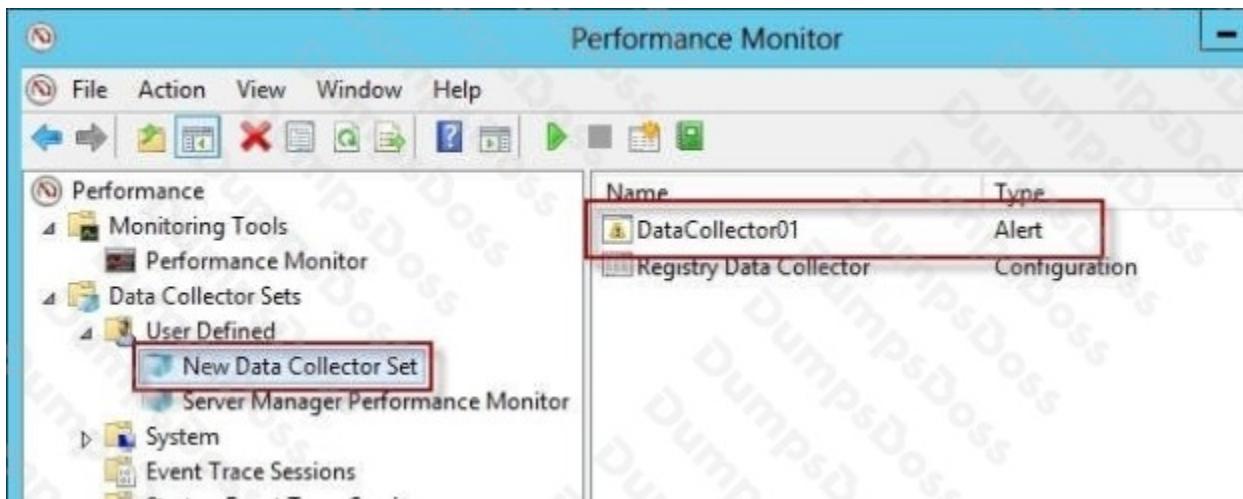 Performance Monitor
File Action View Window Help
Performance
Monitoring Tools
Performance Monitor
Data Collector Sets
User Defined
New Data Collector Set
Server Manager Performance Monitor
System
Event Trace Sessions
Name Type
DataCollector01 Alert
Registry Data Collector Configuration
DumpsDoss